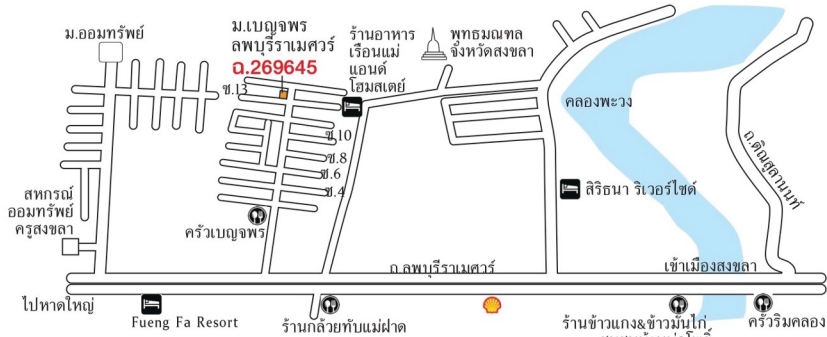 ม.ออมทรัพย์
ม.เบญจพร
ลพบุรีราเมศวร์
ฉ.269645
ซ.13
ร้านอาหาร
เรือนแม่
แอนด์
โฮมสเตย์
พุทธมณฑล
จังหวัดสงขลา
คลองพะวง
ถ.ติณสูลานนท์
ซ.10
ซ.8
ซ.6
ซ.4
สิริธนา ริเวอร์ไซด์
สหกรณ์
ออมทรัพย์
ครูสงขลา
ครัวเบญจพร
ถ.ลพบุรีราเมศวร์
เข้าเมืองสงขลา
ไปหาดใหญ่
Fueng Fa Resort
ร้านกล้วยทับแม่ฝาด
ร้านข้าวแกง&ข้าวมันไก่
ครัวริมคลอง